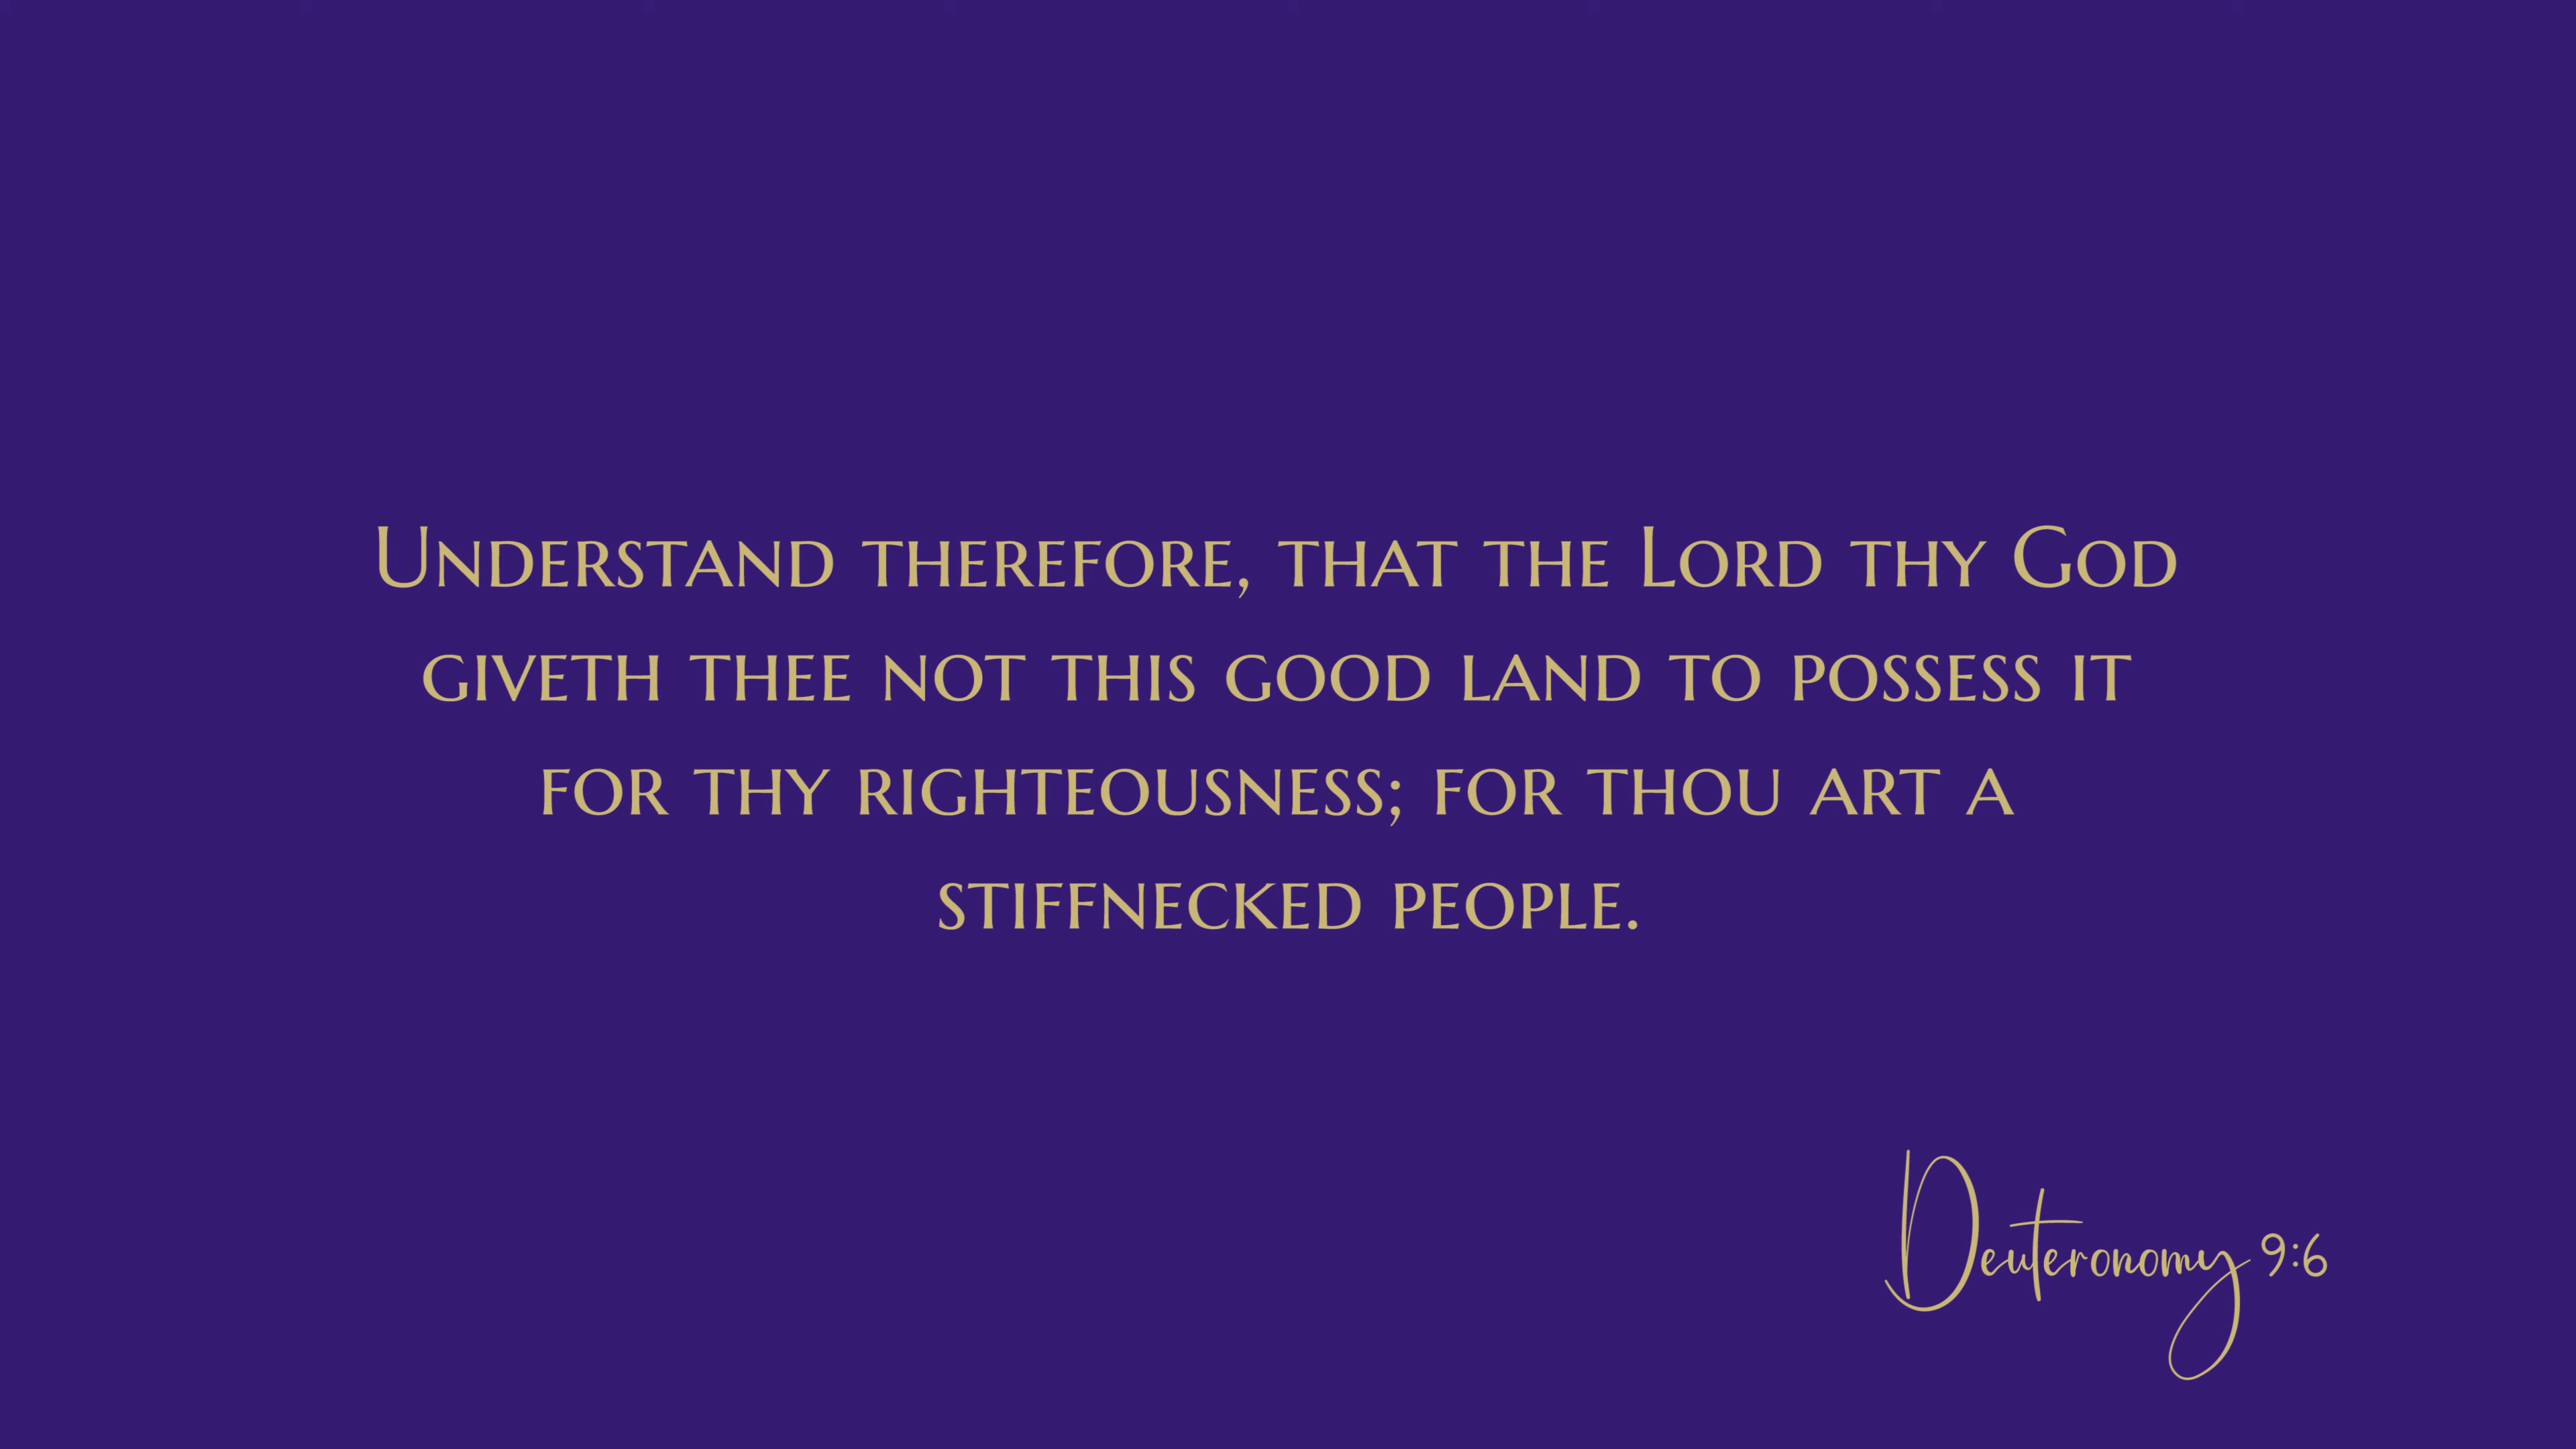 Understand therefore, that the Lord thy God
giveth thee not this good land to possess it
for thy righteousness; for thou art a
stiffnecked people.
Deuteronomy 9:6